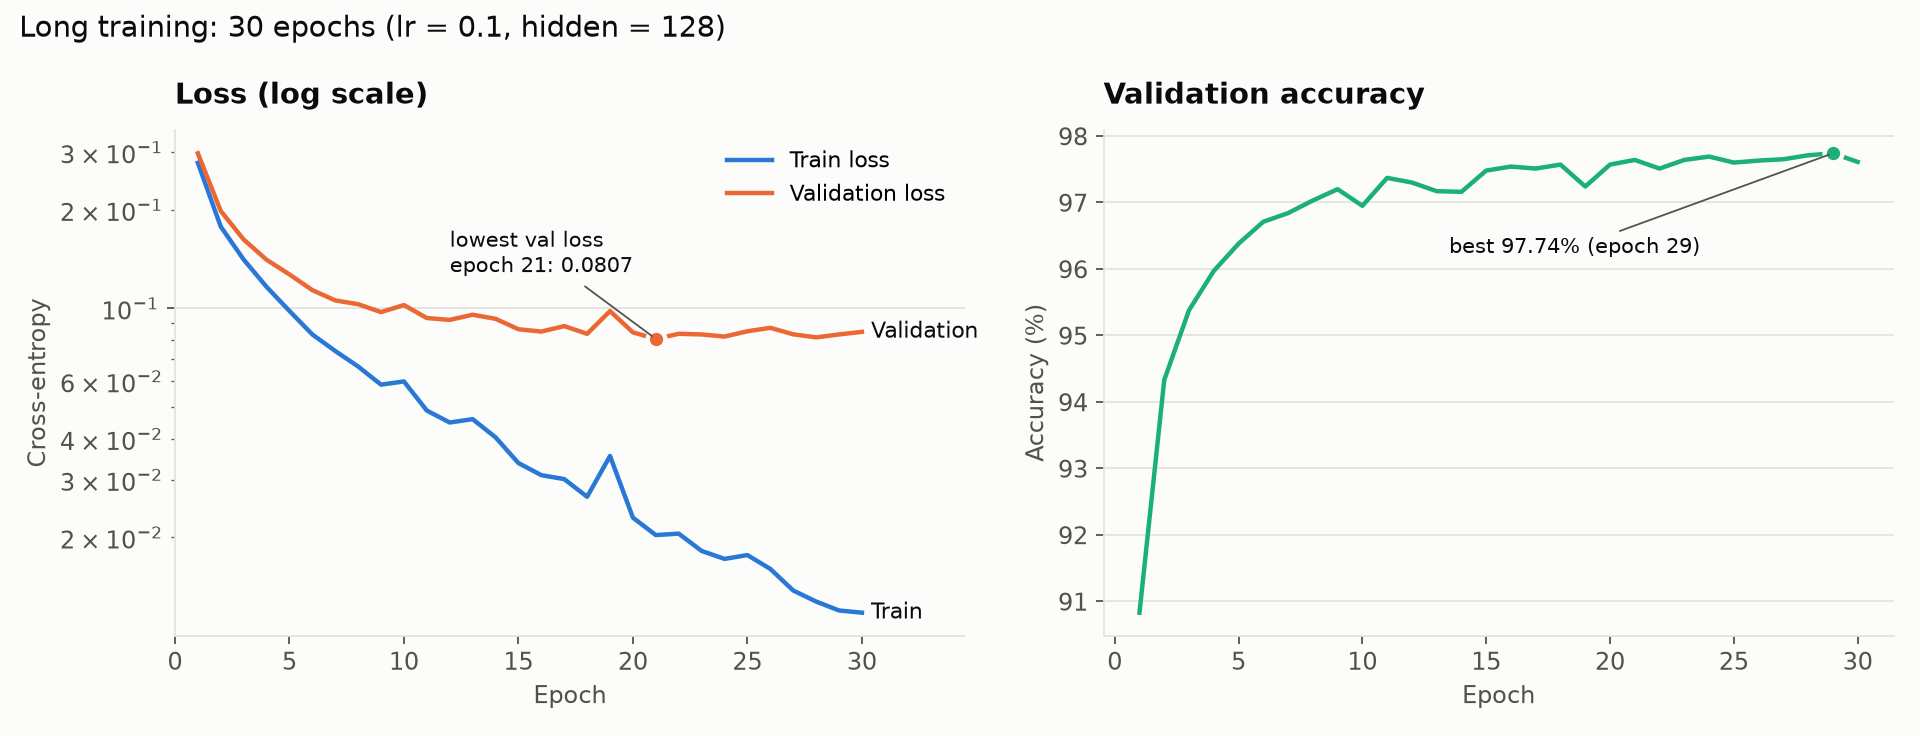 Long training: 30 epochs (lr = 0.1, hidden = 128)
Loss (log scale)
3 × 10⁻¹
2 × 10⁻¹
10⁻¹
6 × 10⁻²
4 × 10⁻²
3 × 10⁻²
2 × 10⁻²
Cross-entropy
Train loss
Validation loss
lowest val loss
epoch 21: 0.0807
Validation
Train
0 5 10 15 20 25 30
Epoch
Validation accuracy
98
97
96
95
94
93
92
91
Accuracy (%)
best 97.74% (epoch 29)
0 5 10 15 20 25 30
Epoch